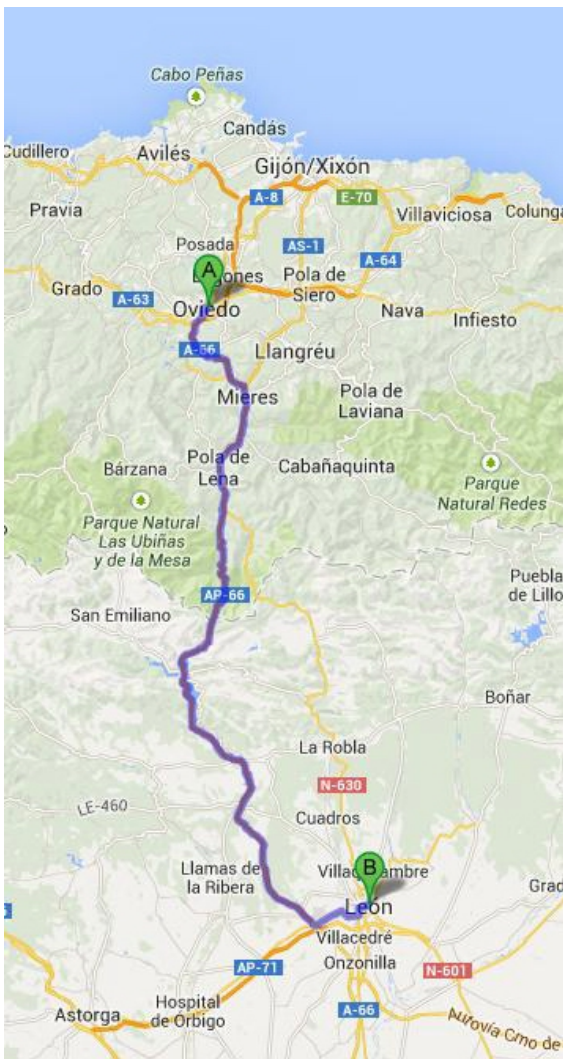 Cabo Peñas
Candás
Cudillero
Avilés
Gijón/Xixón
A-8
E-70
Pravia
Villaviciosa
Colunga
Posada
AS-1
A-64
A
Grado
A-63
Pola de
Siero
Oviedo
Nava
Infiesto
A-66
Llangréu
Mieres
Pola de
Laviana
Pola de
Lena
Bárzana
Cabañaquinta
Parque
Natural Redes
Parque Natural
Las Ubiñas
y de la Mesa
AP-66
Puebla
de Lillo
San Emiliano
Boñar
La Robla
N-630
LE-460
Cuadros
Llamas de
la Ribera
B
León
Grad
Villacedré
AP-71
Onzonilla
N-601
Hospital
de Órbigo
Astorga
A-66